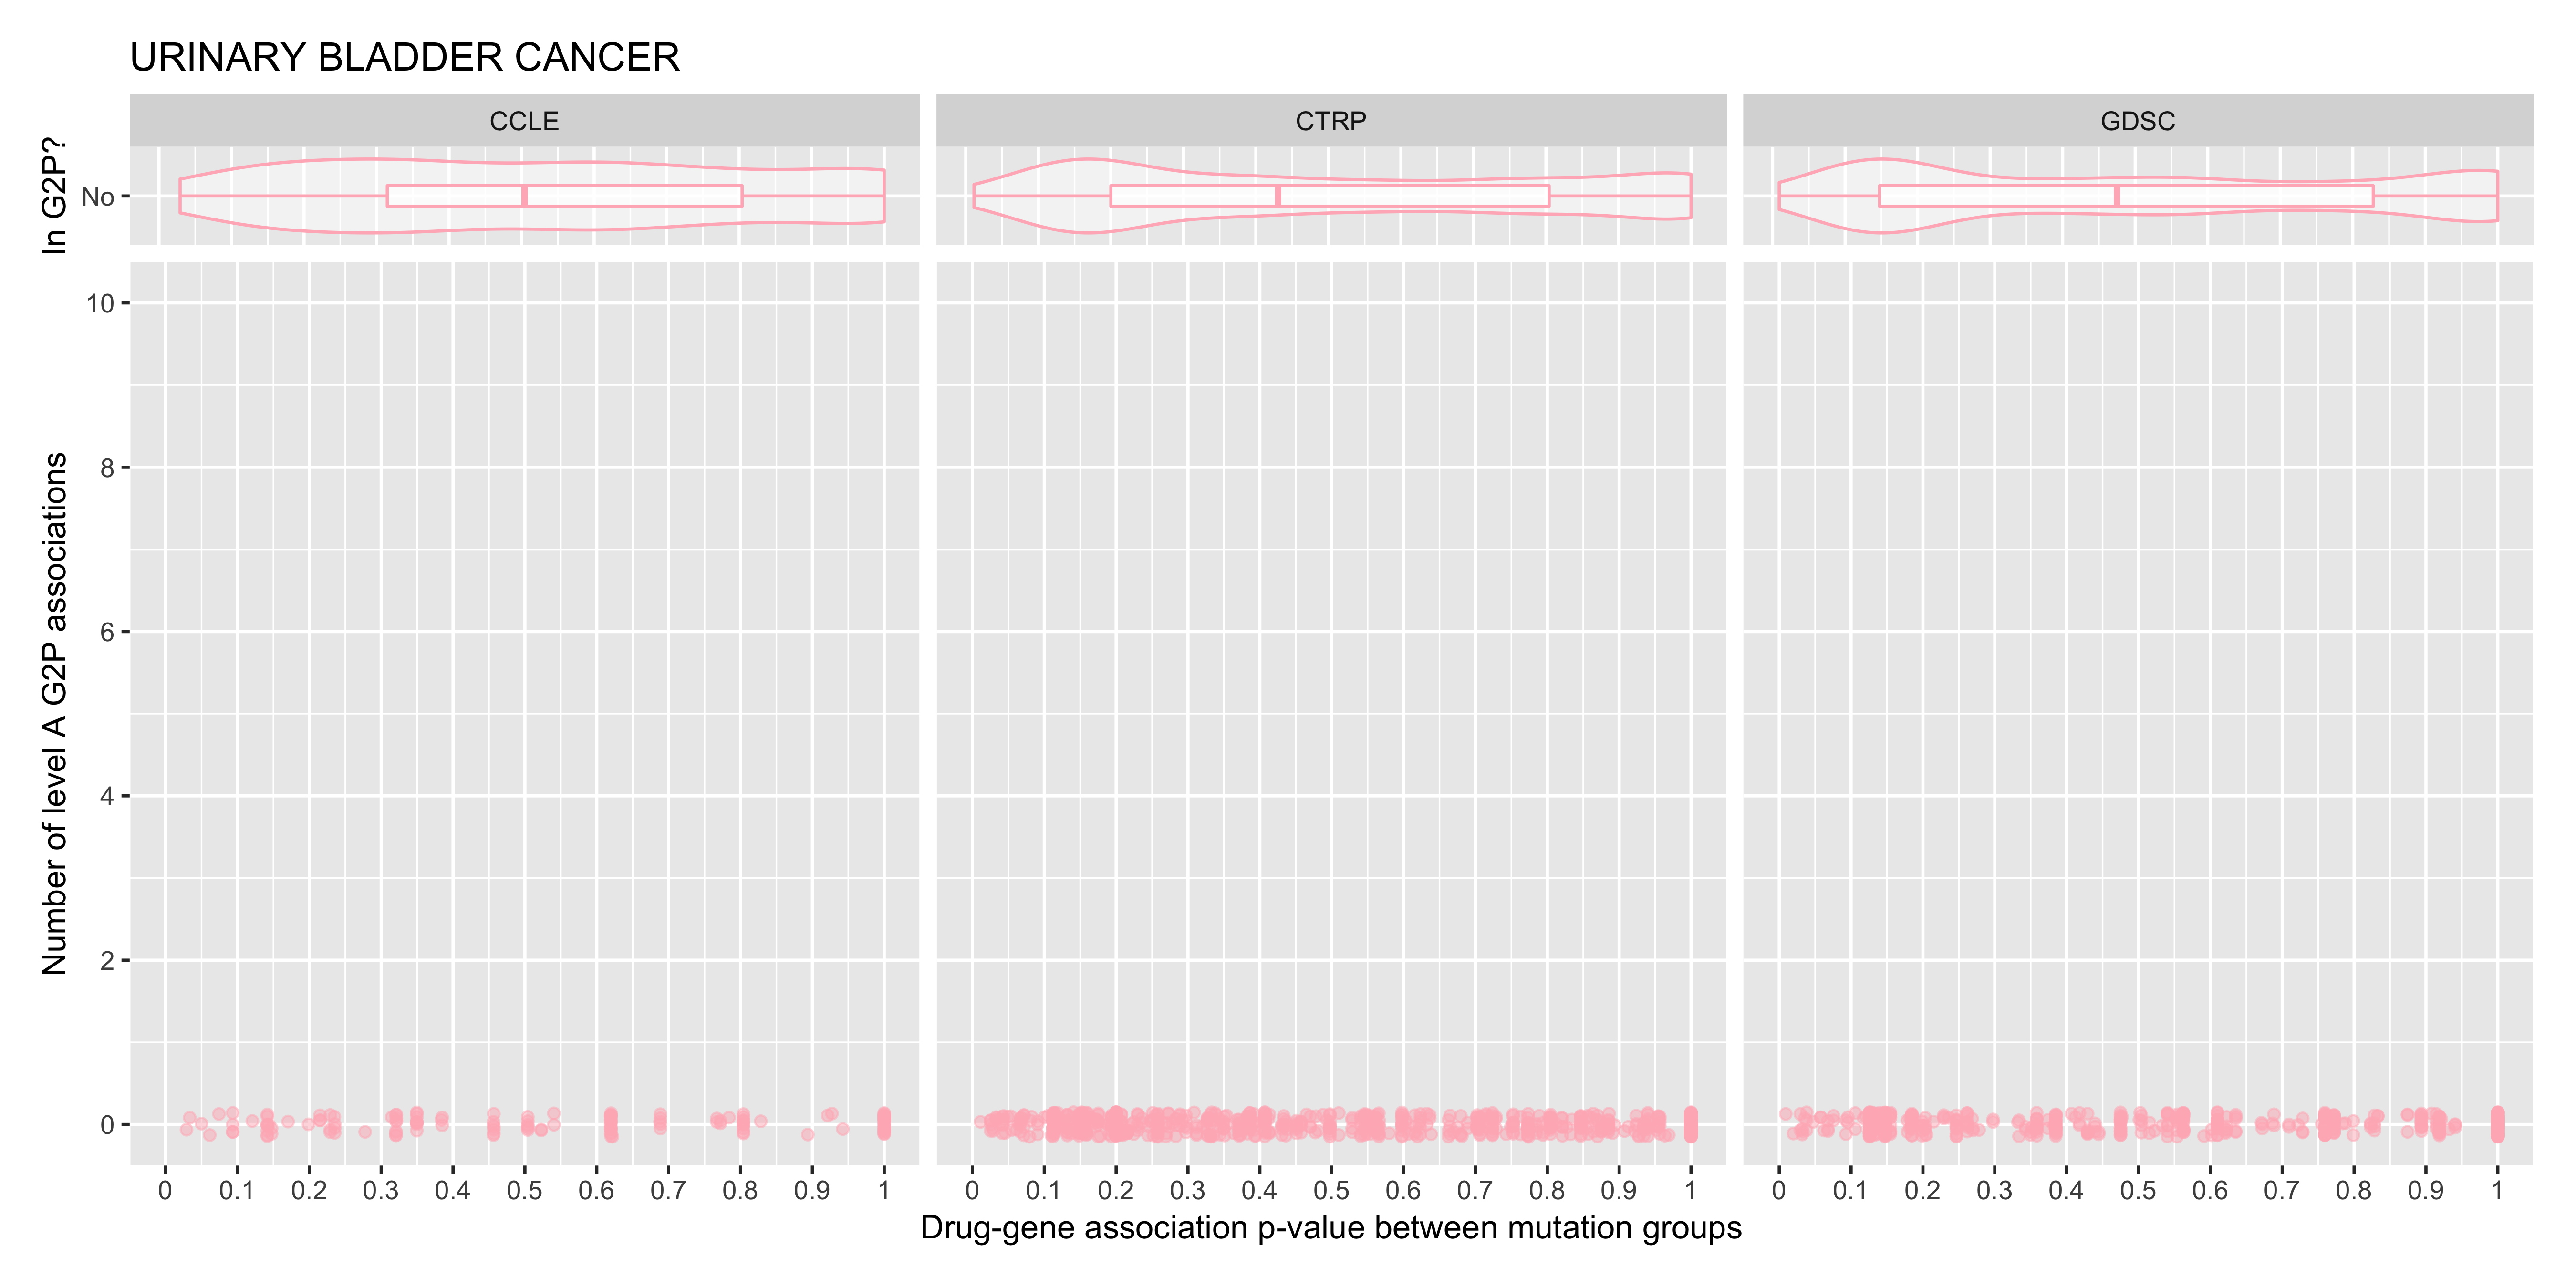 URINARY BLADDER CANCER
CCLE CTRP GDSC
In G2P?
No
Number of level A G2P associations
10
8
6
4
2
0
0 0.1 0.2 0.3 0.4 0.5 0.6 0.7 0.8 0.9 1 0 0.1 0.2 0.3 0.4 0.5 0.6 0.7 0.8 0.9 1 0 0.1 0.2 0.3 0.4 0.5 0.6 0.7 0.8 0.9 1
Drug-gene association p-value between mutation groups